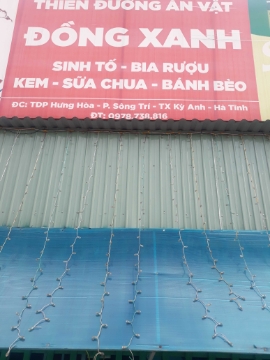 THIÊN ĐƯỜNG ĂN VẶT
ĐỒNG XANH
SINH TỐ - BIA RƯỢU
KEM - SỮA CHUA - BÁNH BÈO
ĐC: TDP Hưng Hòa - P. Sông Trí - TX Kỳ Anh - Hà Tĩnh
ĐT: 0978.736.816